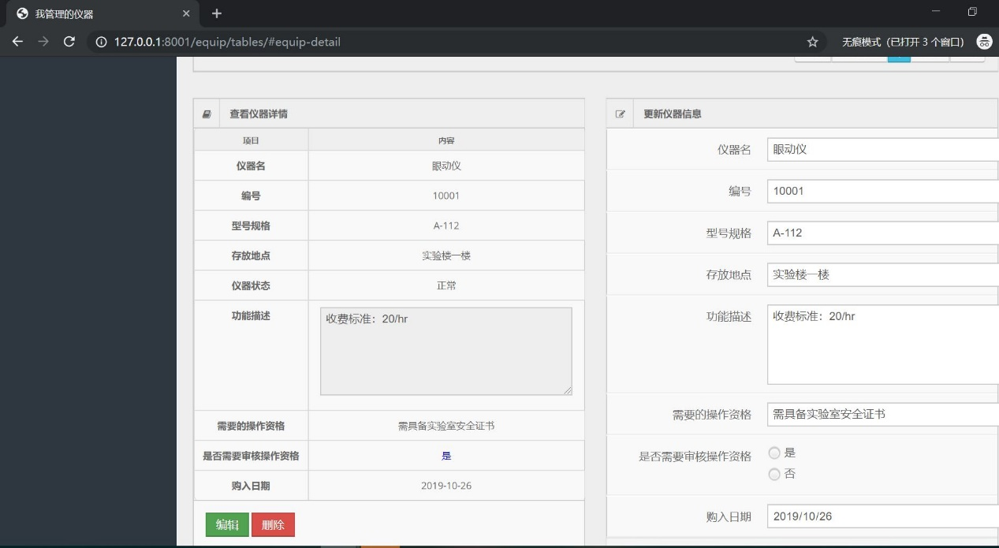 我管理的仪器
127.0.0.1:8001/equip/tables/#equip-detail
无痕模式（已打开 3 个窗口）
查看仪器详情
项目 内容
仪器名 眼动仪
编号 10001
型号规格 A-112
存放地点 实验楼一楼
仪器状态 正常
功能描述 收费标准：20/hr
需要的操作资格 需具备实验室安全证书
是否需要审核操作资格 是
购入日期 2019-10-26
编辑 删除
更新仪器信息
仪器名 眼动仪
编号 10001
型号规格 A-112
存放地点 实验楼一楼
功能描述 收费标准：20/hr
需要的操作资格 需具备实验室安全证书
是否需要审核操作资格 是
否
购入日期 2019/10/26